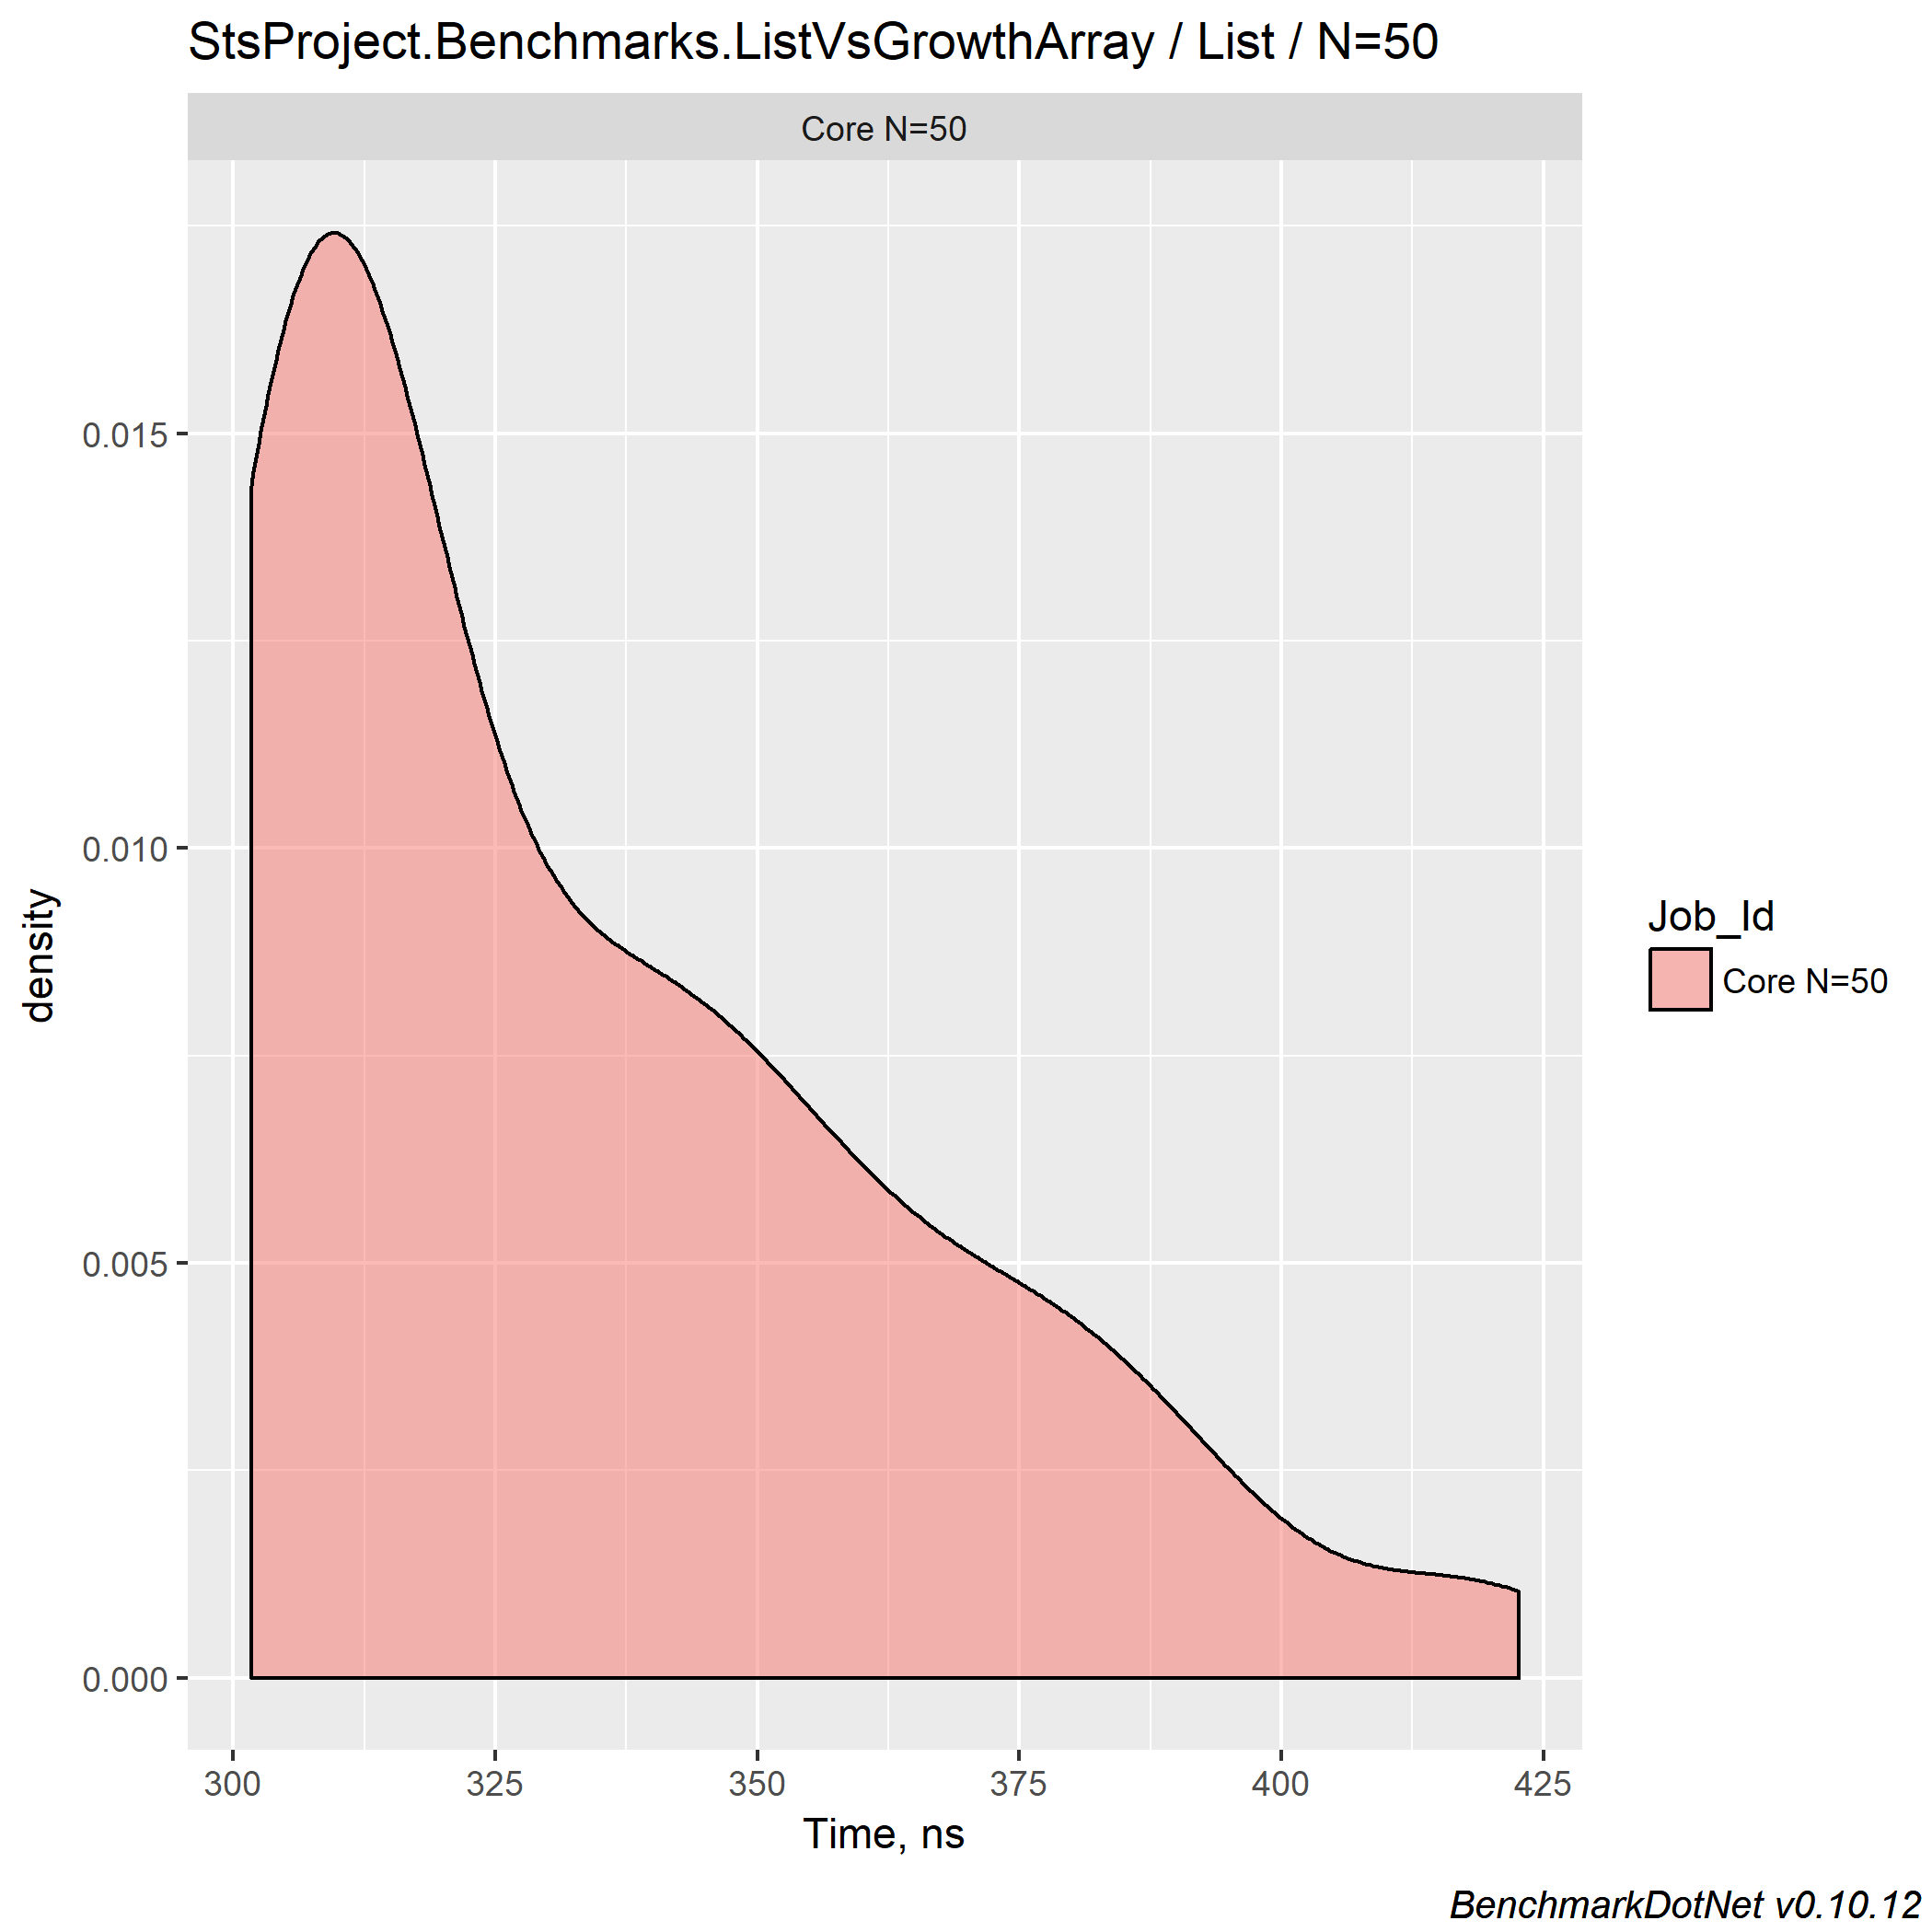 StsProject.Benchmarks.ListVsGrowthArray / List / N=50
Core N=50
0.015
0.010
0.005
0.000
density
300 325 350 375 400 425
Time, ns
Job_Id
Core N=50
BenchmarkDotNet v0.10.12